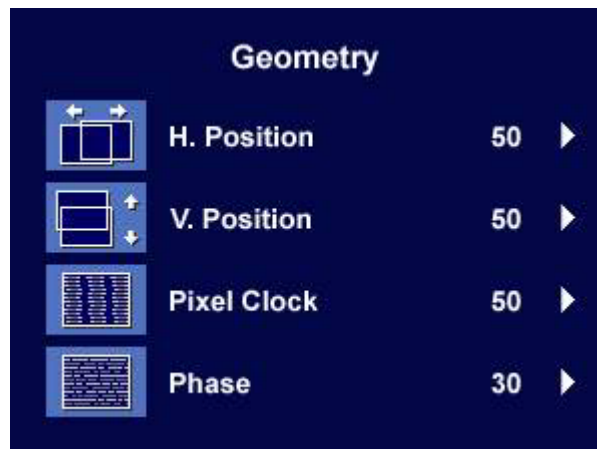 Geometry
H. Position 50
V. Position 50
Pixel Clock 50
Phase 30